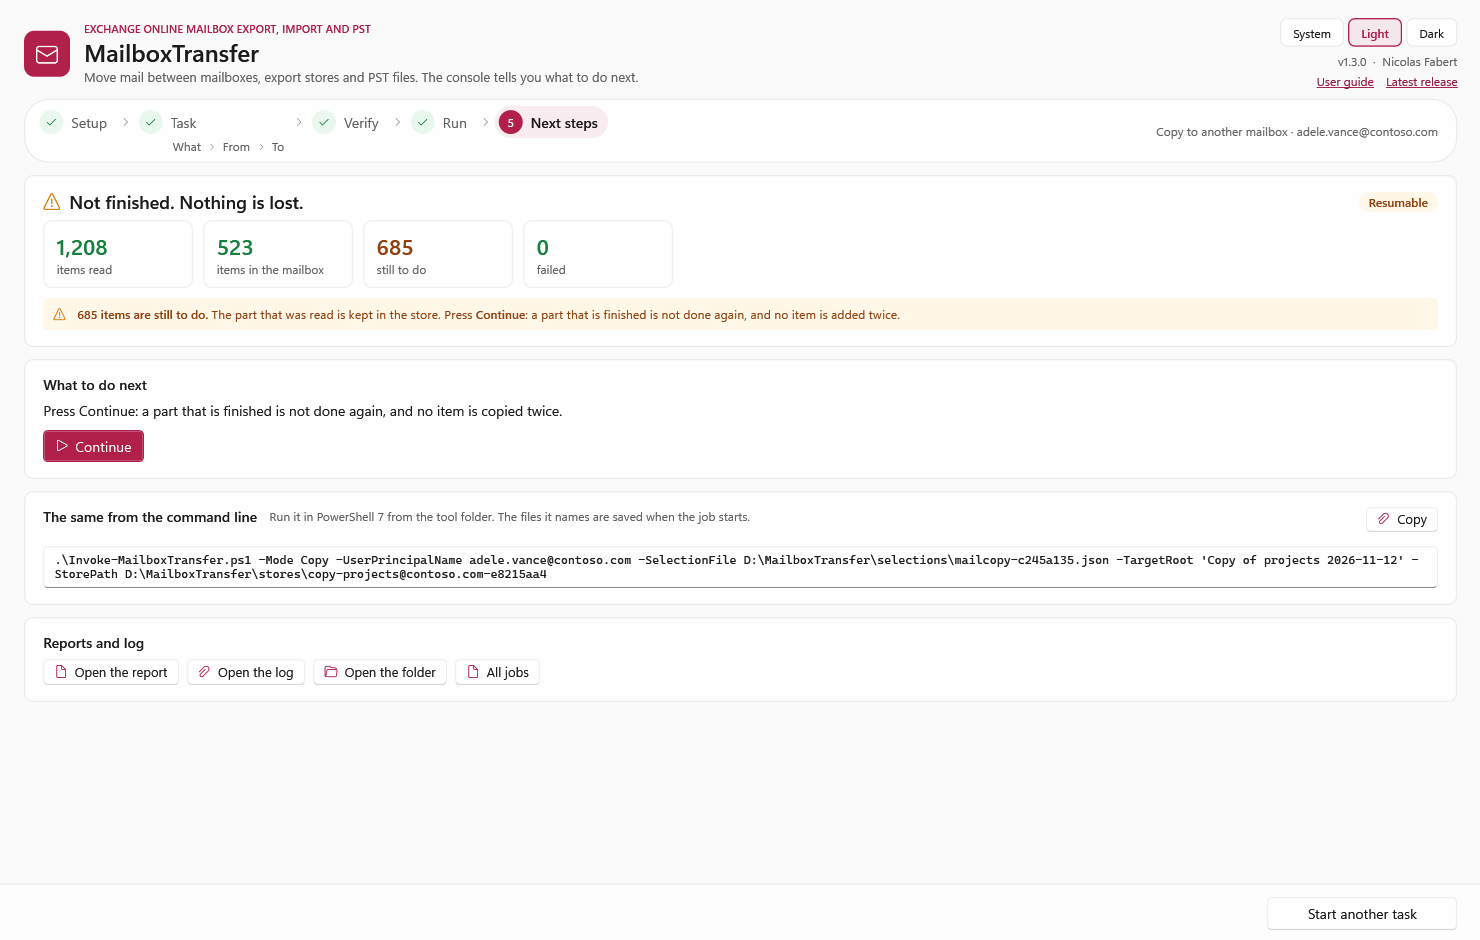 EXCHANGE ONLINE MAILBOX EXPORT, IMPORT AND PST
MailboxTransfer
Move mail between mailboxes, export stores and PST files. The console tells you what to do next.
System
Light
Dark
v1.3.0 · Nicolas Fabert
User guide
Latest release
Setup
Task
Verify
Run
5
Next steps
What
From
To
Copy to another mailbox · adele.vance@contoso.com
Not finished. Nothing is lost.
Resumable
1,208
items read
523
items in the mailbox
685
still to do
0
failed
685 items are still to do. The part that was read is kept in the store. Press Continue: a part that is finished is not done again, and no item is added twice.
What to do next
Press Continue: a part that is finished is not done again, and no item is copied twice.
Continue
The same from the command line
Run it in PowerShell 7 from the tool folder. The files it names are saved when the job starts.
Copy
.\Invoke-MailboxTransfer.ps1 -Mode Copy -UserPrincipalName adele.vance@contoso.com -SelectionFile D:\MailboxTransfer\selections\mailcopy-c245a135.json -TargetRoot 'Copy of projects 2026-11-12' -
StorePath D:\MailboxTransfer\stores\copy-projects@contoso.com-e8215aa4
Reports and log
Open the report
Open the log
Open the folder
All jobs
Start another task